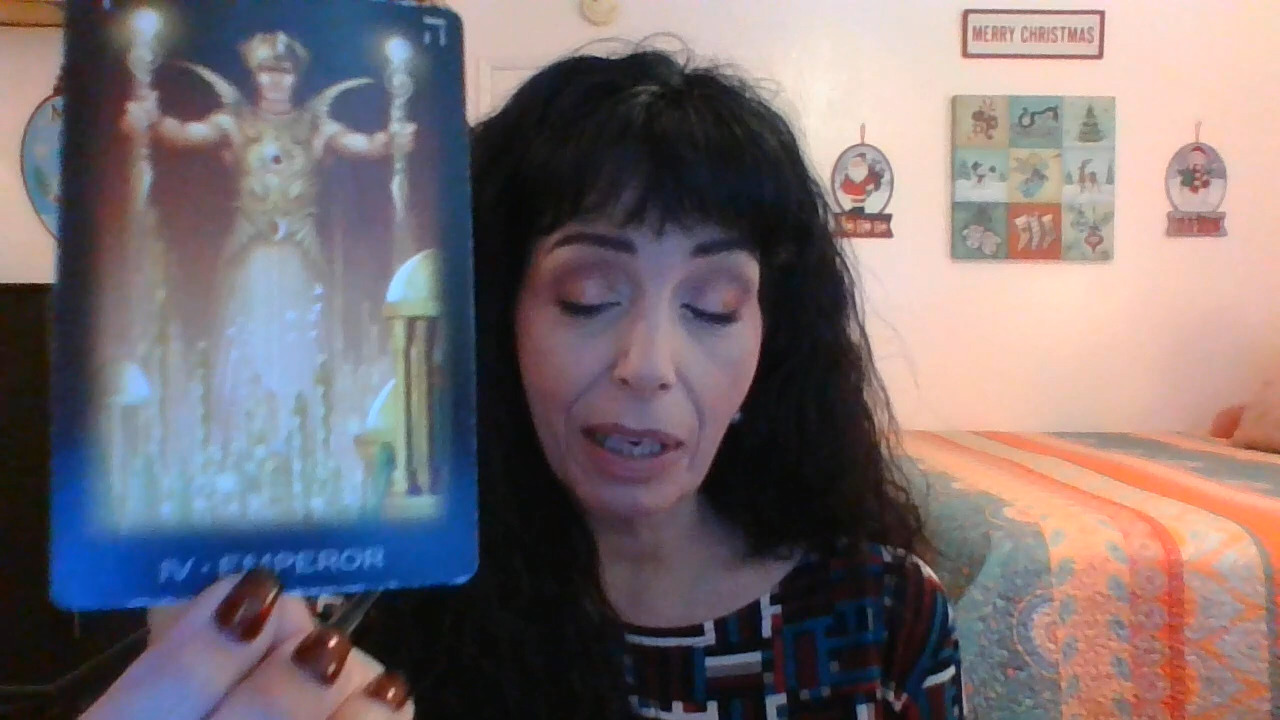 ה
IV · EMPEROR
MERRY CHRISTMAS